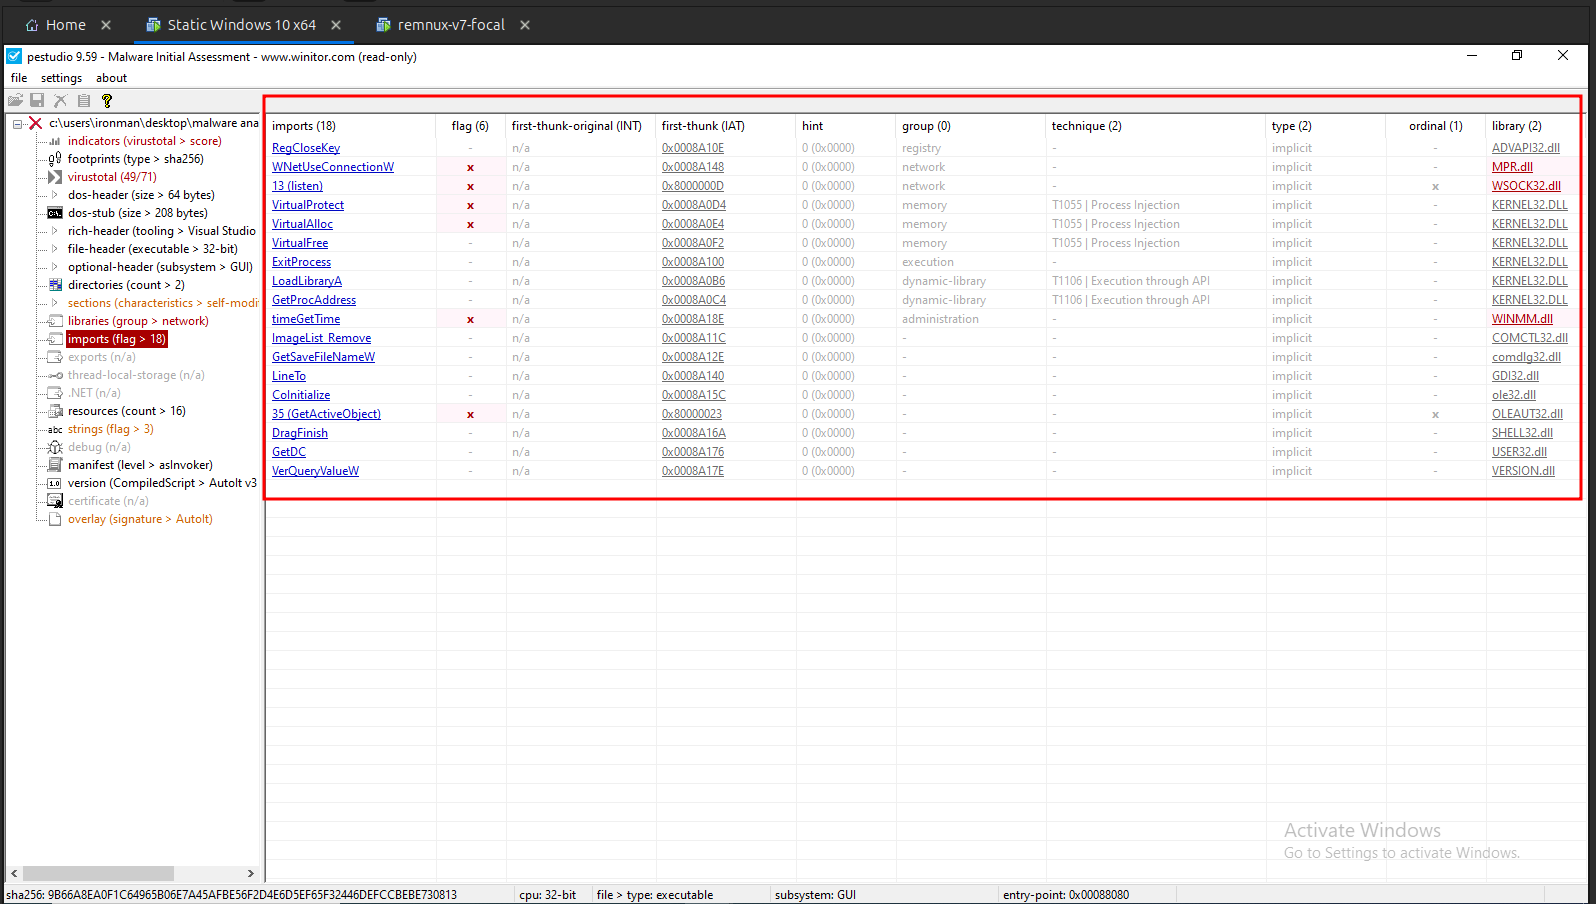 Home × Static Windows 10 x64 × remnux-v7-focal ×
pestudio 9.59 - Malware Initial Assessment - www.winitor.com (read-only)
file settings about
c:\users\ironman\desktop\malware ana
indicators (virustotal > score)
footprints (type > sha256)
virustotal (49/71)
dos-header (size > 64 bytes)
dos-stub (size > 208 bytes)
rich-header (tooling > Visual Studio
file-header (executable > 32-bit)
optional-header (subsystem > GUI)
directories (count > 2)
sections (characteristics > self-modi
libraries (group > network)
imports (flag > 18)
exports (n/a)
thread-local-storage (n/a)
.NET (n/a)
resources (count > 16)
abc strings (flag > 3)
debug (n/a)
manifest (level > asInvoker)
1.0 version (CompiledScript > AutoIt v3
certificate (n/a)
overlay (signature > AutoIt)
imports (18) flag (6) first-thunk-original (INT) first-thunk (IAT) hint group (0) technique (2) type (2) ordinal (1) library (2)
RegCloseKey - n/a 0x0008A10E 0 (0x0000) registry - implicit - ADVAPI32.dll
WNetUseConnectionW x n/a 0x0008A148 0 (0x0000) network - implicit - MPR.dll
13 (listen) x n/a 0x8000000D 0 (0x0000) network - implicit x WSOCK32.dll
VirtualProtect x n/a 0x0008A0D4 0 (0x0000) memory T1055 | Process Injection implicit - KERNEL32.DLL
VirtualAlloc x n/a 0x0008A0E4 0 (0x0000) memory T1055 | Process Injection implicit - KERNEL32.DLL
VirtualFree - n/a 0x0008A0F2 0 (0x0000) memory T1055 | Process Injection implicit - KERNEL32.DLL
ExitProcess - n/a 0x0008A100 0 (0x0000) execution - implicit - KERNEL32.DLL
LoadLibraryA - n/a 0x0008A0B6 0 (0x0000) dynamic-library T1106 | Execution through API implicit - KERNEL32.DLL
GetProcAddress - n/a 0x0008A0C4 0 (0x0000) dynamic-library T1106 | Execution through API implicit - KERNEL32.DLL
timeGetTime x n/a 0x0008A18E 0 (0x0000) administration - implicit - WINMM.dll
ImageList_Remove - n/a 0x0008A11C 0 (0x0000) - - implicit - COMCTL32.dll
GetSaveFileNameW - n/a 0x0008A12E 0 (0x0000) - - implicit - comdlg32.dll
LineTo - n/a 0x0008A140 0 (0x0000) - - implicit - GDI32.dll
CoInitialize - n/a 0x0008A15C 0 (0x0000) - - implicit - ole32.dll
35 (GetActiveObject) x n/a 0x80000023 0 (0x0000) - - implicit x OLEAUT32.dll
DragFinish - n/a 0x0008A16A 0 (0x0000) - - implicit - SHELL32.dll
GetDC - n/a 0x0008A176 0 (0x0000) - - implicit - USER32.dll
VerQueryValueW - n/a 0x0008A17E 0 (0x0000) - - implicit - VERSION.dll
Activate Windows
Go to Settings to activate Windows.
sha256: 9B66A8EA0F1C64965B06E7A45AFBE56F2D4E6D5EF65F32446DEFCCBEBE730813 cpu: 32-bit file > type: executable subsystem: GUI entry-point: 0x00088080